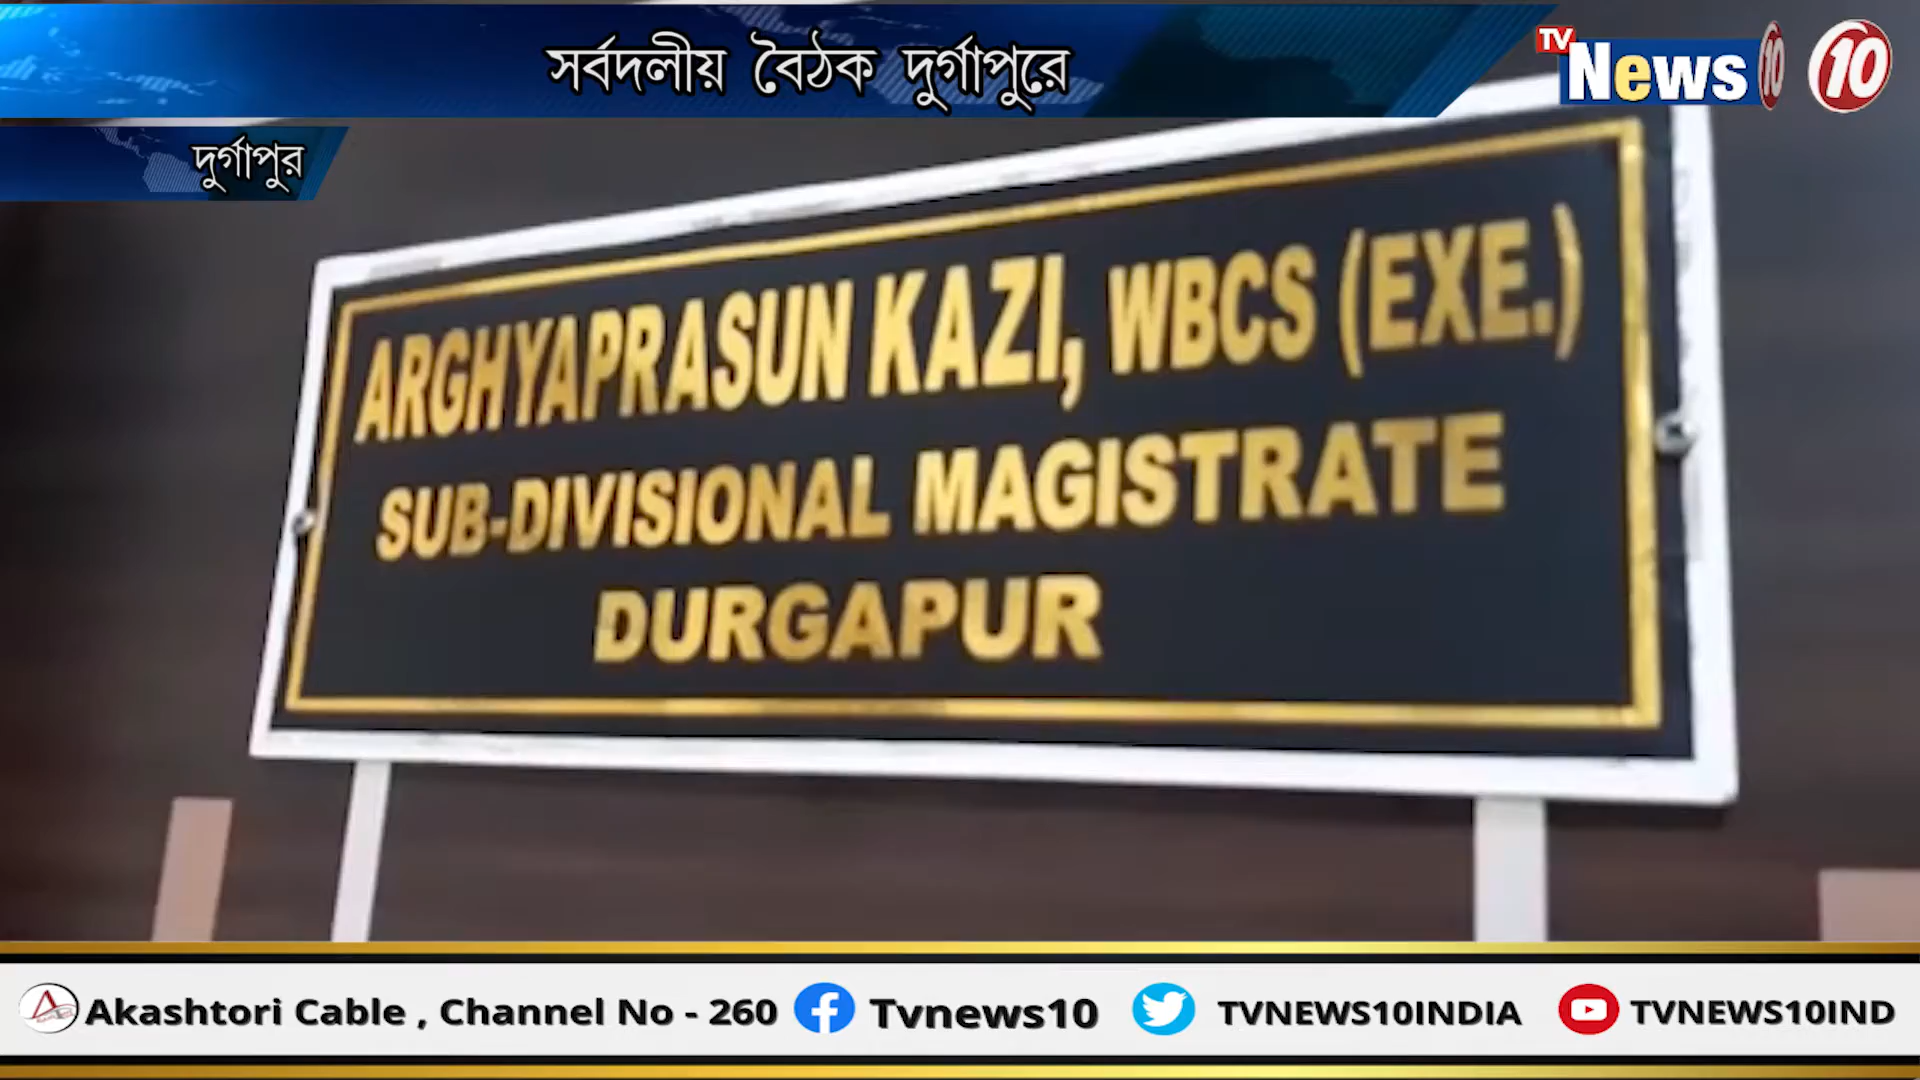 সর্বদলীয় বৈঠক দুর্গাপুরে
TV News 10
10
দুর্গাপুর
ARGHYAPRASUN KAZI, WBCS (EXE.)
SUB-DIVISIONAL MAGISTRATE
DURGAPUR
Akashtori Cable , Channel No - 260 Tvnews10 TVNEWS10INDIA TVNEWS10IND